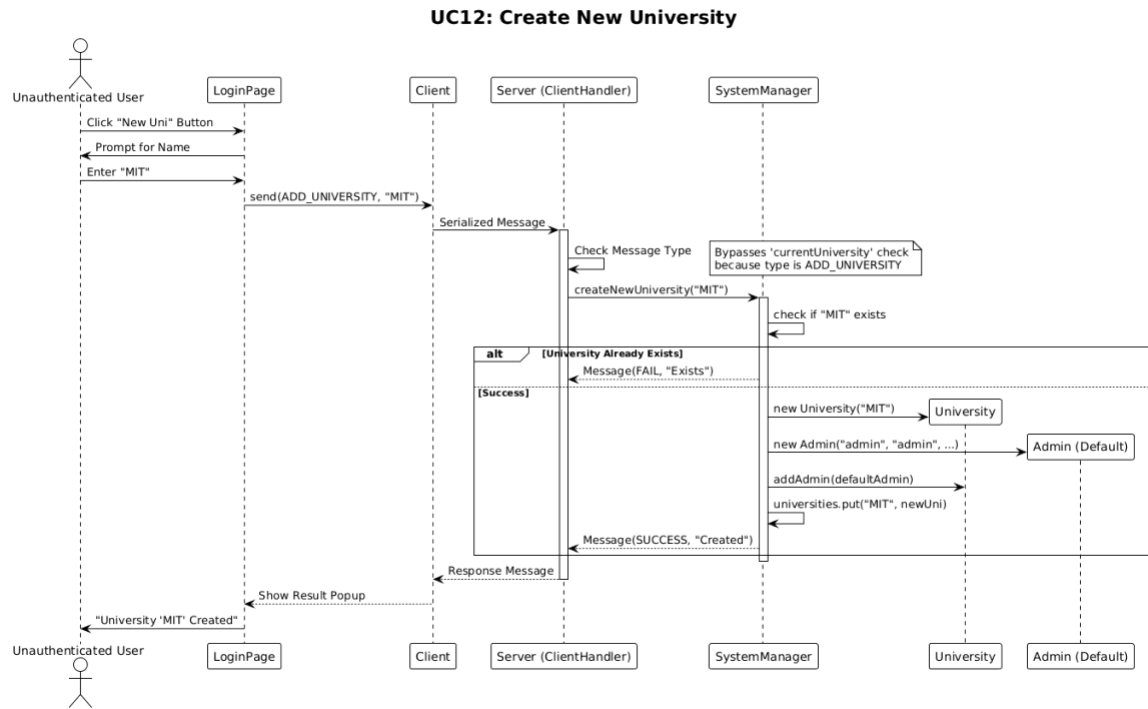 UC12: Create New University
Unauthenticated User
LoginPage
Client
Server (ClientHandler)
SystemManager
Click "New Uni" Button
Prompt for Name
Enter "MIT"
send(ADD_UNIVERSITY, "MIT")
Serialized Message
Check Message Type
Bypasses 'currentUniversity' check
because type is ADD_UNIVERSITY
createNewUniversity("MIT")
check if "MIT" exists
alt
[University Already Exists]
Message(FAIL, "Exists")
[Success]
new University("MIT")
University
new Admin("admin", "admin", ...)
Admin (Default)
addAdmin(defaultAdmin)
universities.put("MIT", newUni)
Message(SUCCESS, "Created")
Response Message
Show Result Popup
"University 'MIT' Created"
Unauthenticated User
LoginPage
Client
Server (ClientHandler)
SystemManager
University
Admin (Default)